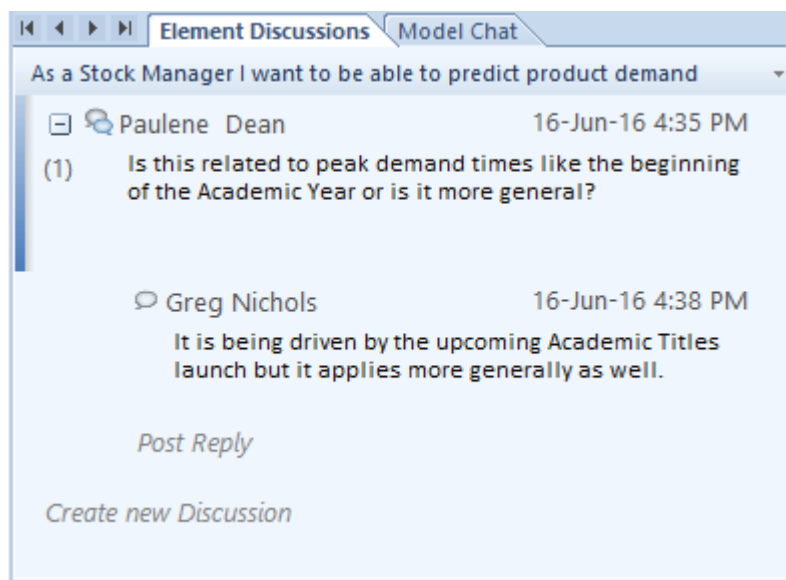 Element Discussions Model Chat
As a Stock Manager I want to be able to predict product demand
Paulene Dean 16-Jun-16 4:35 PM
(1) Is this related to peak demand times like the beginning
of the Academic Year or is it more general?
Greg Nichols 16-Jun-16 4:38 PM
It is being driven by the upcoming Academic Titles
launch but it applies more generally as well.
Post Reply
Create new Discussion